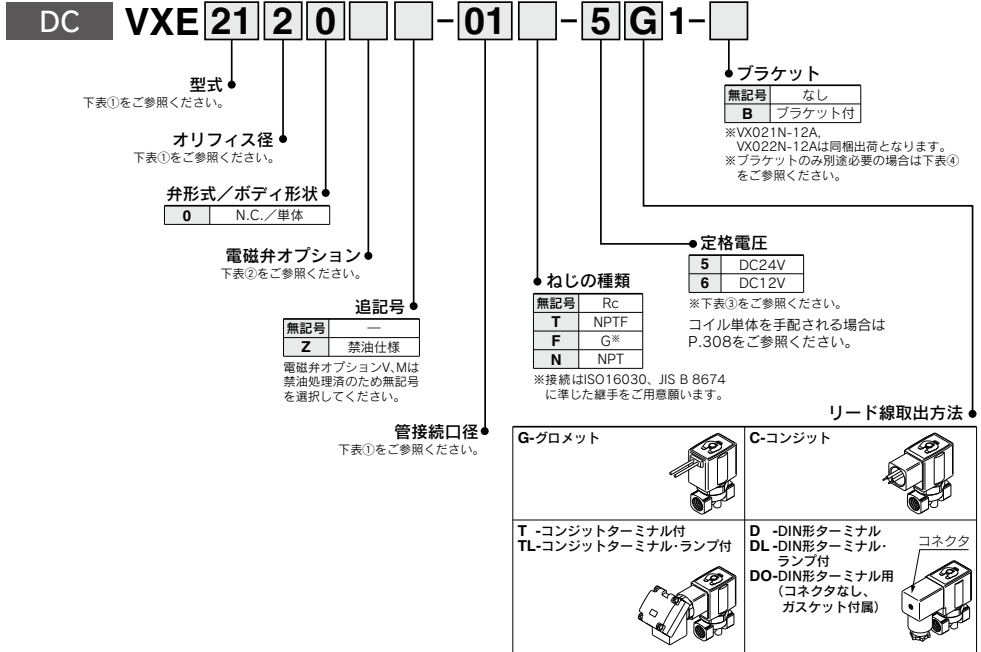 DC VXE 21 2 0 - 01 - 5 G 1-
型式
下表①をご参照ください。
オリフィス径
下表①をご参照ください。
弁形式／ボディ形状
0 N.C.／単体
電磁弁オプション
下表②をご参照ください。
追記号
無記号 —
Z 禁油仕様
電磁弁オプションV、Mは
禁油処理済のため無記号
を選択してください。
管接続口径
下表①をご参照ください。
ねじの種類
無記号 Rc
T NPTF
F G※
N NPT
※接続はISO16030、JIS B 8674
に準じた継手をご用意願います。
定格電圧
5 DC24V
6 DC12V
※下表③をご参照ください。
コイル単体を手配される場合は
P.308をご参照ください。
ブラケット
無記号 なし
B ブラケット付
※VX021N-12A,
VX022N-12Aは同梱出荷となります。
※ブラケットのみ別途必要の場合は下表④
をご参照ください。
リード線取出方法
G-グロメット
C-コンジット
T -コンジットターミナル付
TL-コンジットターミナル・ランプ付
D -DIN形ターミナル
DL-DIN形ターミナル・
ランプ付
DO-DIN形ターミナル用
（コネクタなし、
ガスケット付属）
コネクタ